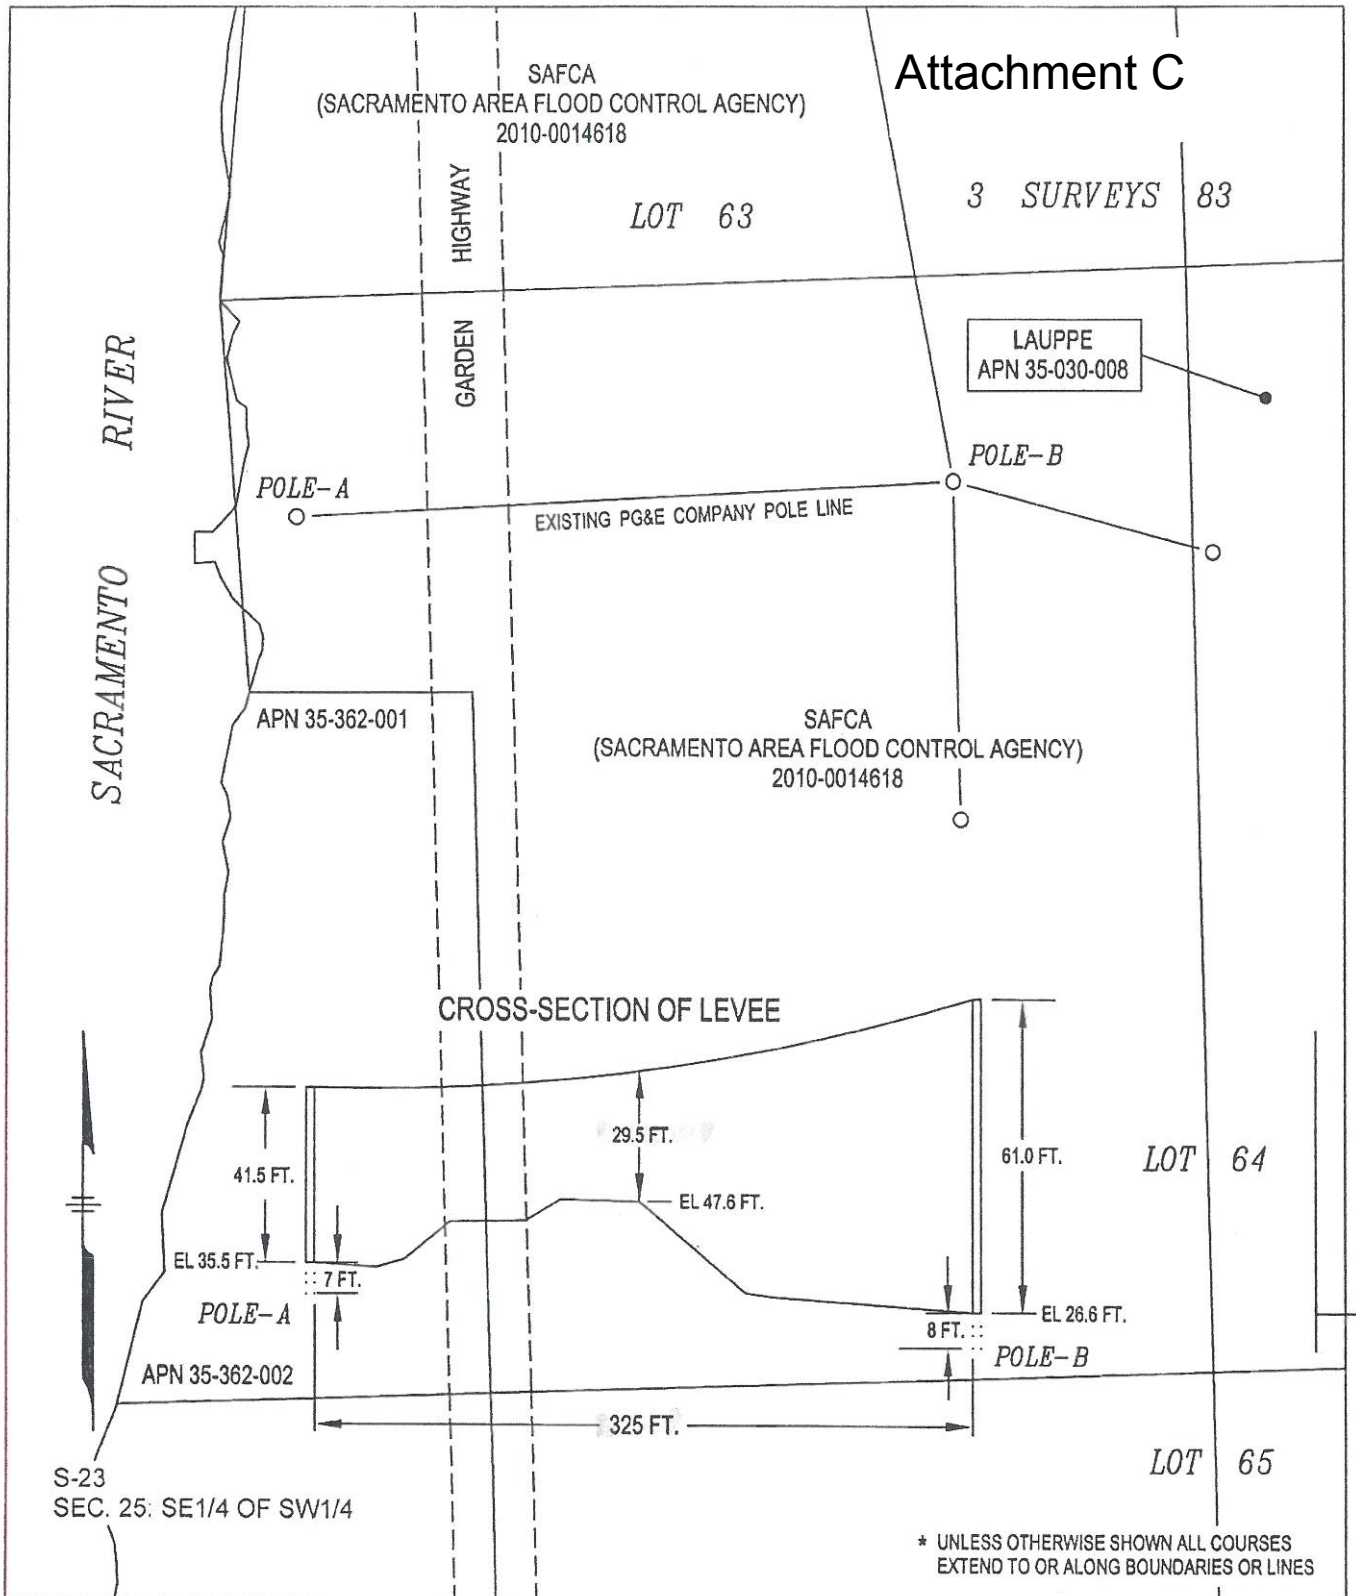 Attachment C
SAFCA
(SACRAMENTO AREA FLOOD CONTROL AGENCY)
2010-0014618
LOT 63
3 SURVEYS 83
GARDEN HIGHWAY
SACRAMENTO RIVER
LAUPPE
APN 35-030-008
POLE-A
POLE-B
EXISTING PG&E COMPANY POLE LINE
APN 35-362-001
SAFCA
(SACRAMENTO AREA FLOOD CONTROL AGENCY)
2010-0014618
CROSS-SECTION OF LEVEE
41.5 FT.
29.5 FT.
61.0 FT.
LOT 64
EL 47.6 FT.
EL 35.5 FT.
7 FT.
POLE-A
EL 26.6 FT.
8 FT.
POLE-B
APN 35-362-002
325 FT.
LOT 65
S-23
SEC. 25: SE1/4 OF SW1/4
* UNLESS OTHERWISE SHOWN ALL COURSES
EXTEND TO OR ALONG BOUNDARIES OR LINES